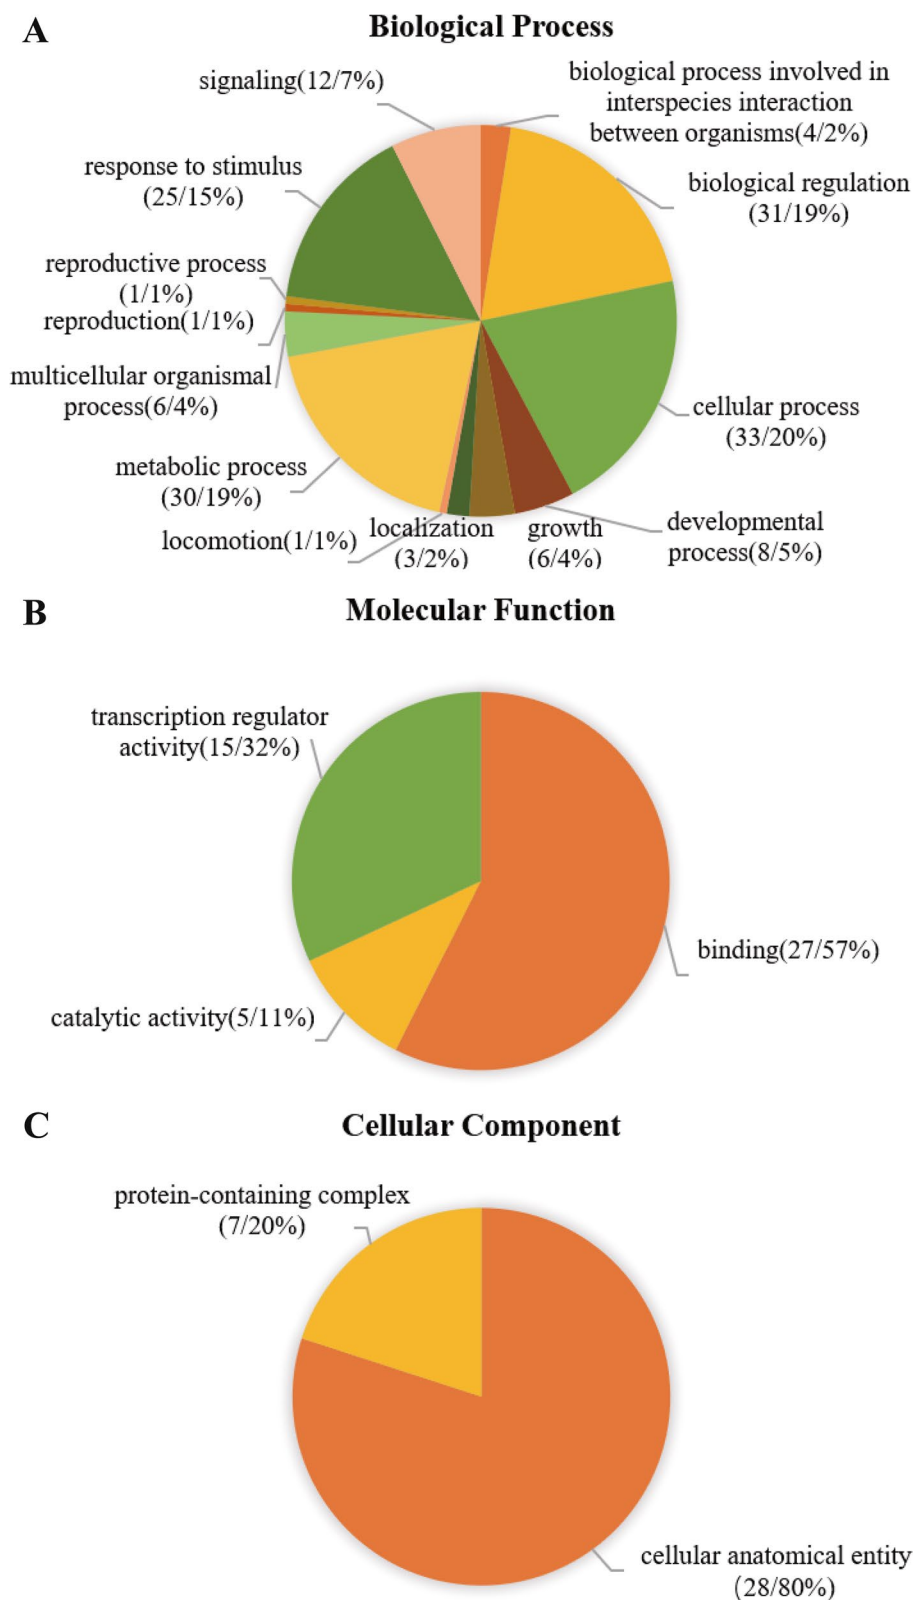 A
Biological Process
signaling(12/7%)
biological process involved in
interspecies interaction
between organisms(4/2%)
response to stimulus
(25/15%)
biological regulation
(31/19%)
reproductive process
(1/1%)
reproduction(1/1%)
multicellular organismal
process(6/4%)
cellular process
(33/20%)
metabolic process
(30/19%)
locomotion(1/1%)
localization
(3/2%)
growth
(6/4%)
developmental
process(8/5%)
B
Molecular Function
transcription regulator
activity(15/32%)
binding(27/57%)
catalytic activity(5/11%)
C
Cellular Component
protein-containing complex
(7/20%)
cellular anatomical entity
(28/80%)